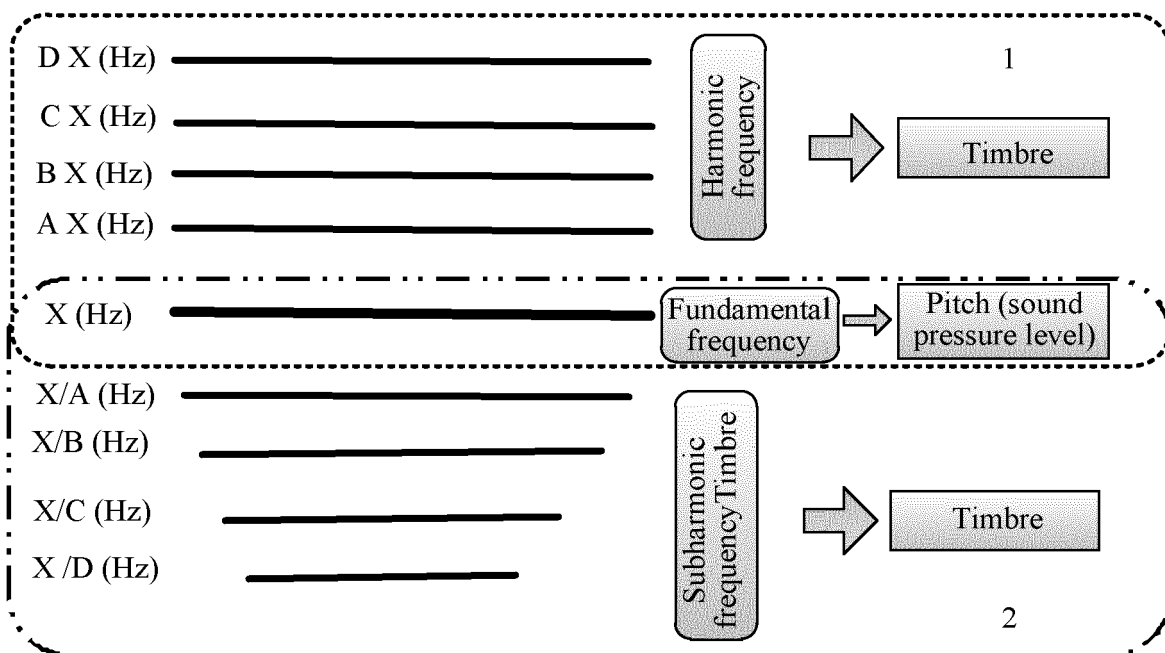 D X (Hz)
C X (Hz)
B X (Hz)
A X (Hz)
Harmonic
frequency
1
Timbre
X (Hz)
Fundamental
frequency
Pitch (sound
pressure level)
X/A (Hz)
X/B (Hz)
X/C (Hz)
X /D (Hz)
Subharmonic
frequencyTimbre
Timbre
2